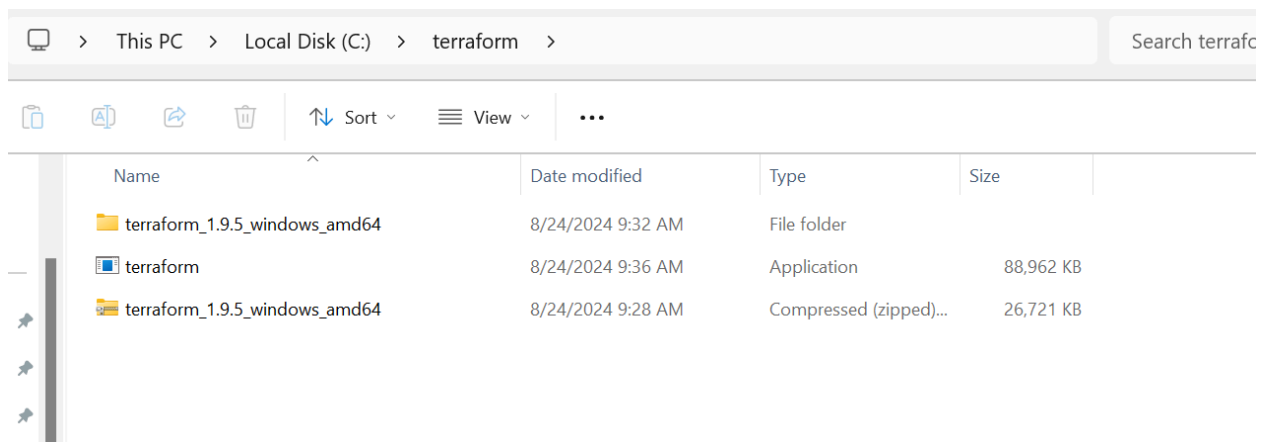 This PC > Local Disk (C:) > terraform >
Search terrafo
Sort
View
Name Date modified Type Size
terraform_1.9.5_windows_amd64 8/24/2024 9:32 AM File folder
terraform 8/24/2024 9:36 AM Application 88,962 KB
terraform_1.9.5_windows_amd64 8/24/2024 9:28 AM Compressed (zipped)... 26,721 KB